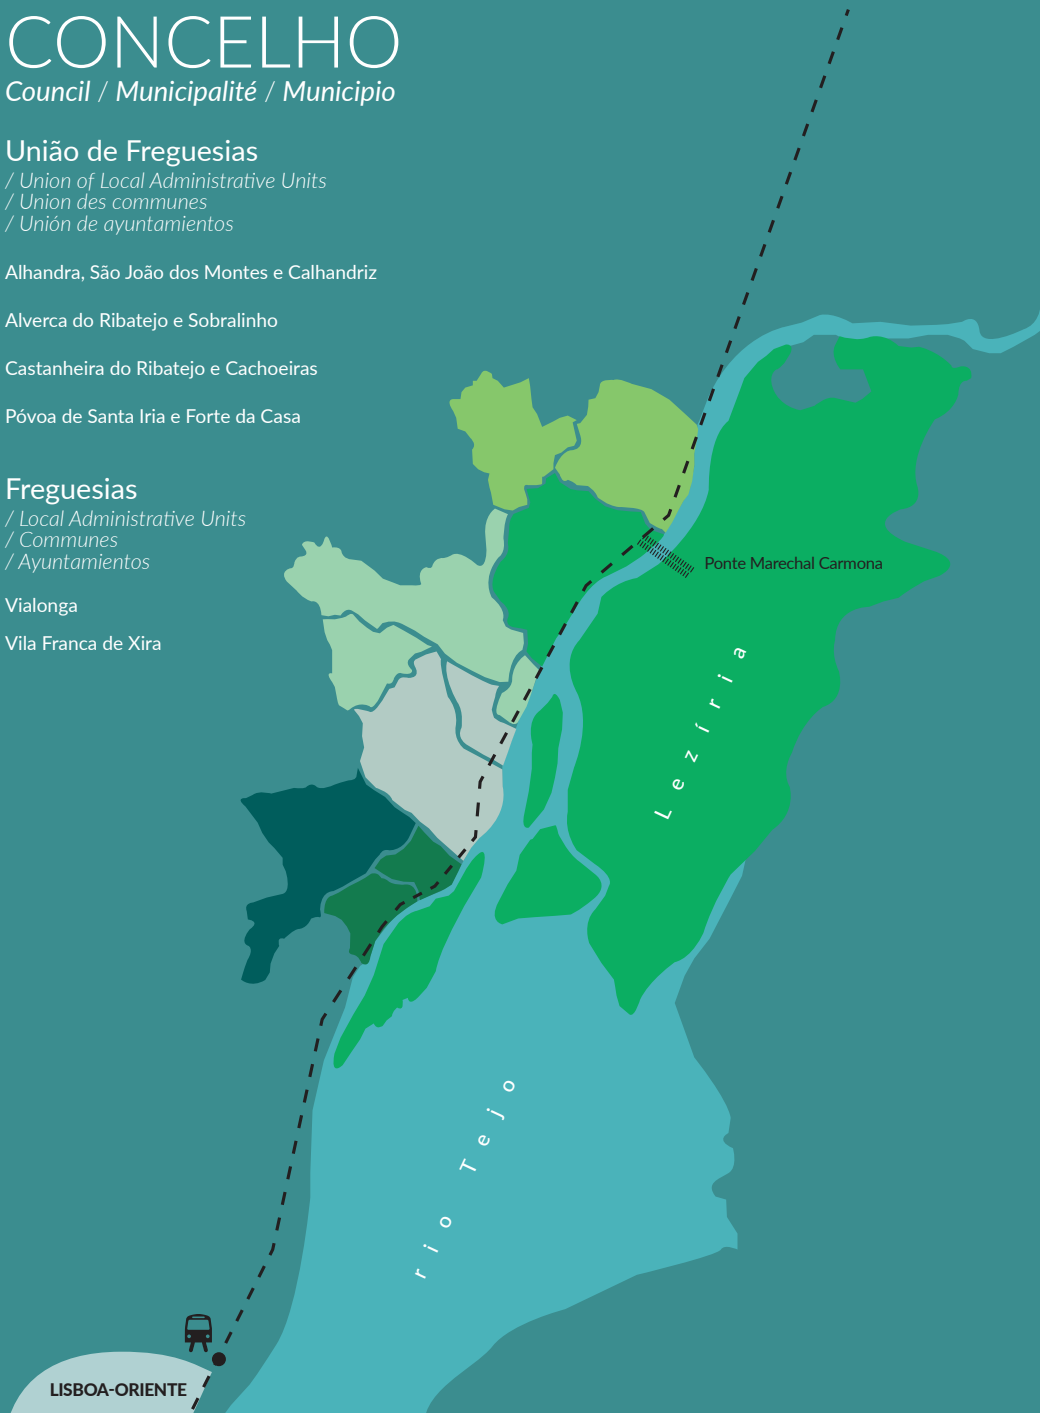 CONCELHO
Council / Municipalité / Municipio
União de Freguesias
/ Union of Local Administrative Units
/ Union des communes
/ Unión de ayuntamientos
Alhandra, São João dos Montes e Calhandriz
Alverca do Ribatejo e Sobralinho
Castanheira do Ribatejo e Cachoeiras
Póvoa de Santa Iria e Forte da Casa
Freguesias
/ Local Administrative Units
/ Communes
/ Ayuntamientos
Vialonga
Vila Franca de Xira
Ponte Marechal Carmona
Lezíria
rio Tejo
LISBOA-ORIENTE